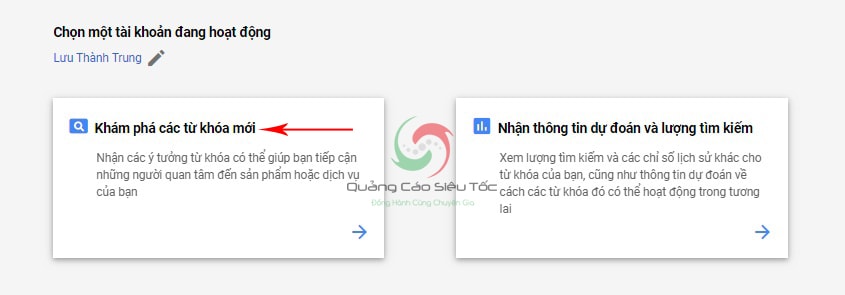 Chọn một tài khoản đang hoạt động
Lưu Thành Trung
Khám phá các từ khóa mới
Nhận các ý tưởng từ khóa có thể giúp bạn tiếp cận
những người quan tâm đến sản phẩm hoặc dịch vụ
của bạn
Nhận thông tin dự đoán và lượng tìm kiếm
Xem lượng tìm kiếm và các chỉ số lịch sử khác cho
từ khóa của bạn, cũng như thông tin dự đoán về
cách các từ khóa đó có thể hoạt động trong tương
lai
Quảng Cáo Siêu Tốc
Đồng Hành Cùng Chuyên Gia